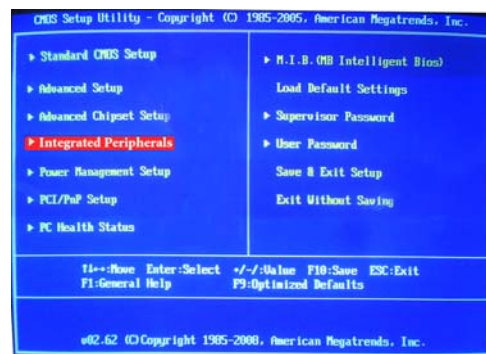 CMOS Setup Utility - Copyright (C) 1985-2005, American Megatrends, Inc.
▶ Standard CMOS Setup
▶ Advanced Setup
▶ Advanced Chipset Setup
▶ Integrated Peripherals
▶ Power Management Setup
▶ PCI/PnP Setup
▶ PC Health Status
▶ M.I.B.(MB Intelligent Bios)
Load Default Settings
▶ Supervisor Password
▶ User Password
Save & Exit Setup
Exit Without Saving
↑↓←→:Move Enter:Select +/-/:Value F10:Save ESC:Exit
F1:General Help F9:Optimized Defaults
v02.62 (C)Copyright 1985-2008, American Megatrends, Inc.